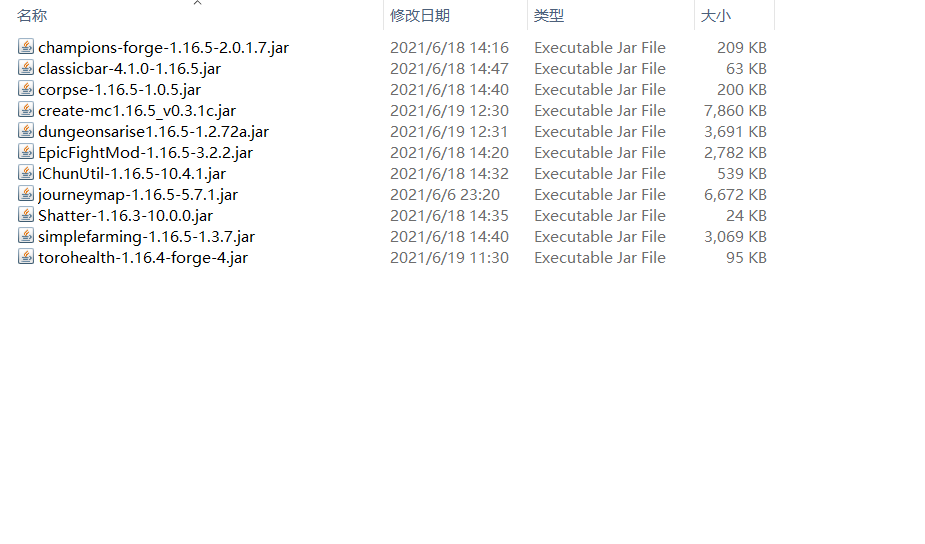 名称 修改日期 类型 大小
champions-forge-1.16.5-2.0.1.7.jar 2021/6/18 14:16 Executable Jar File 209 KB
classicbar-4.1.0-1.16.5.jar 2021/6/18 14:47 Executable Jar File 63 KB
corpse-1.16.5-1.0.5.jar 2021/6/18 14:40 Executable Jar File 200 KB
create-mc1.16.5_v0.3.1c.jar 2021/6/19 12:30 Executable Jar File 7,860 KB
dungeonsarise1.16.5-1.2.72a.jar 2021/6/19 12:31 Executable Jar File 3,691 KB
EpicFightMod-1.16.5-3.2.2.jar 2021/6/18 14:20 Executable Jar File 2,782 KB
iChunUtil-1.16.5-10.4.1.jar 2021/6/18 14:32 Executable Jar File 539 KB
journeymap-1.16.5-5.7.1.jar 2021/6/6 23:20 Executable Jar File 6,672 KB
Shatter-1.16.3-10.0.0.jar 2021/6/18 14:35 Executable Jar File 24 KB
simplefarming-1.16.5-1.3.7.jar 2021/6/18 14:40 Executable Jar File 3,069 KB
torohealth-1.16.4-forge-4.jar 2021/6/19 11:30 Executable Jar File 95 KB